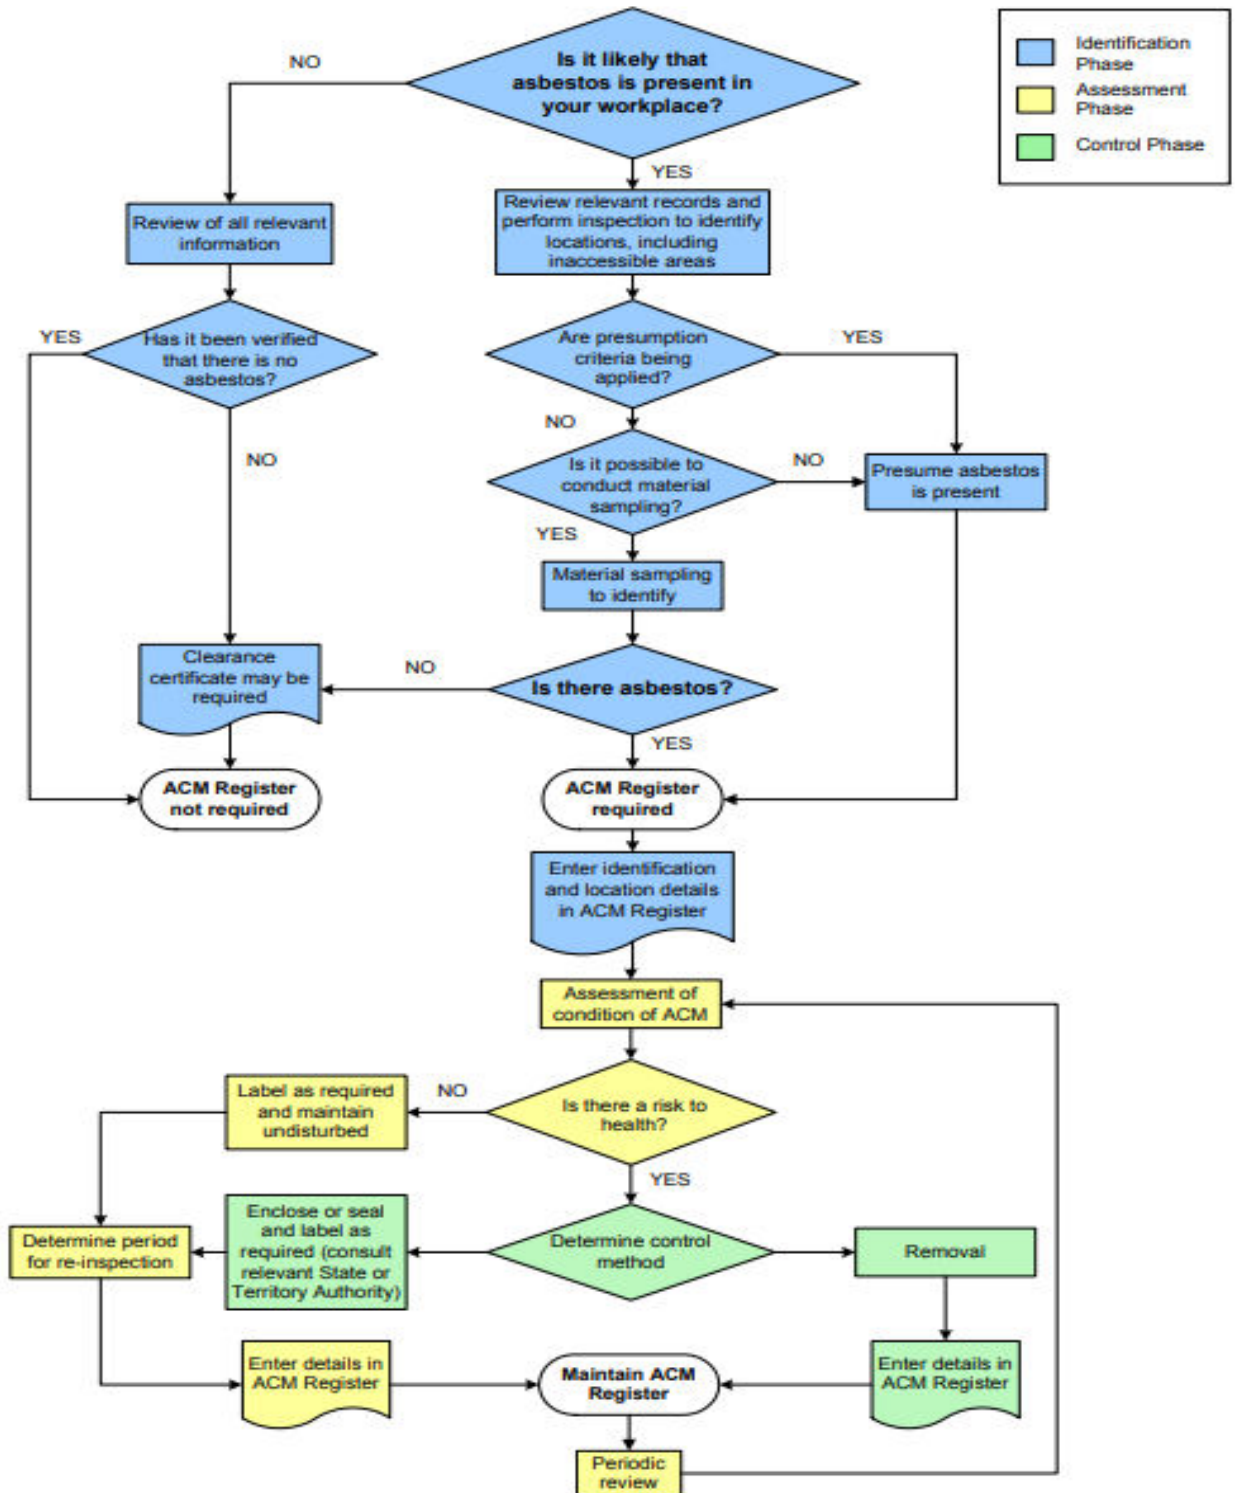 Is it likely that
asbestos is present in
your workplace?
NO
YES
Identification
Phase
Assessment
Phase
Control Phase
Review of all relevant
information
Review relevant records and
perform inspection to identify
locations, including
inaccessible areas
YES
Has it been verified
that there is no
asbestos?
NO
Are presumption
criteria being
applied?
YES
NO
Is it possible to
conduct material
sampling?
NO
Presume asbestos
is present
YES
Material sampling
to identify
Clearance
certificate may be
required
NO
Is there asbestos?
YES
ACM Register
not required
ACM Register
required
Enter identification
and location details
in ACM Register
Assessment of
condition of ACM
Label as required
and maintain
undisturbed
NO
Is there a risk to
health?
YES
Determine period
for re-inspection
Enclose or seal
and label as
required (consult
relevant State or
Territory Authority)
Determine control
method
Removal
Enter details in
ACM Register
Maintain ACM
Register
Enter details in
ACM Register
Periodic
review